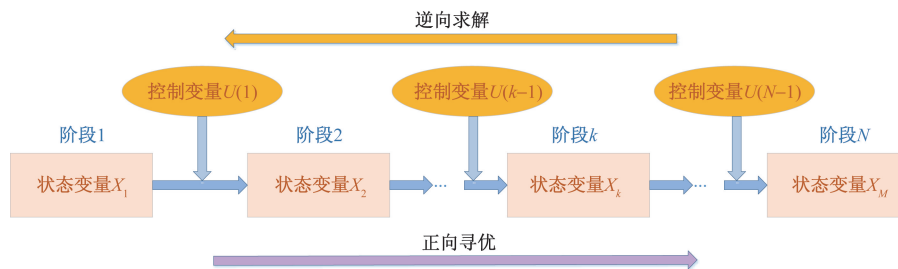 逆向求解
控制变量U(1)
控制变量U(k–1)
控制变量U(N–1)
阶段1
阶段2
阶段k
阶段N
状态变量X1
状态变量X2
...
状态变量Xk
...
状态变量XM
正向寻优